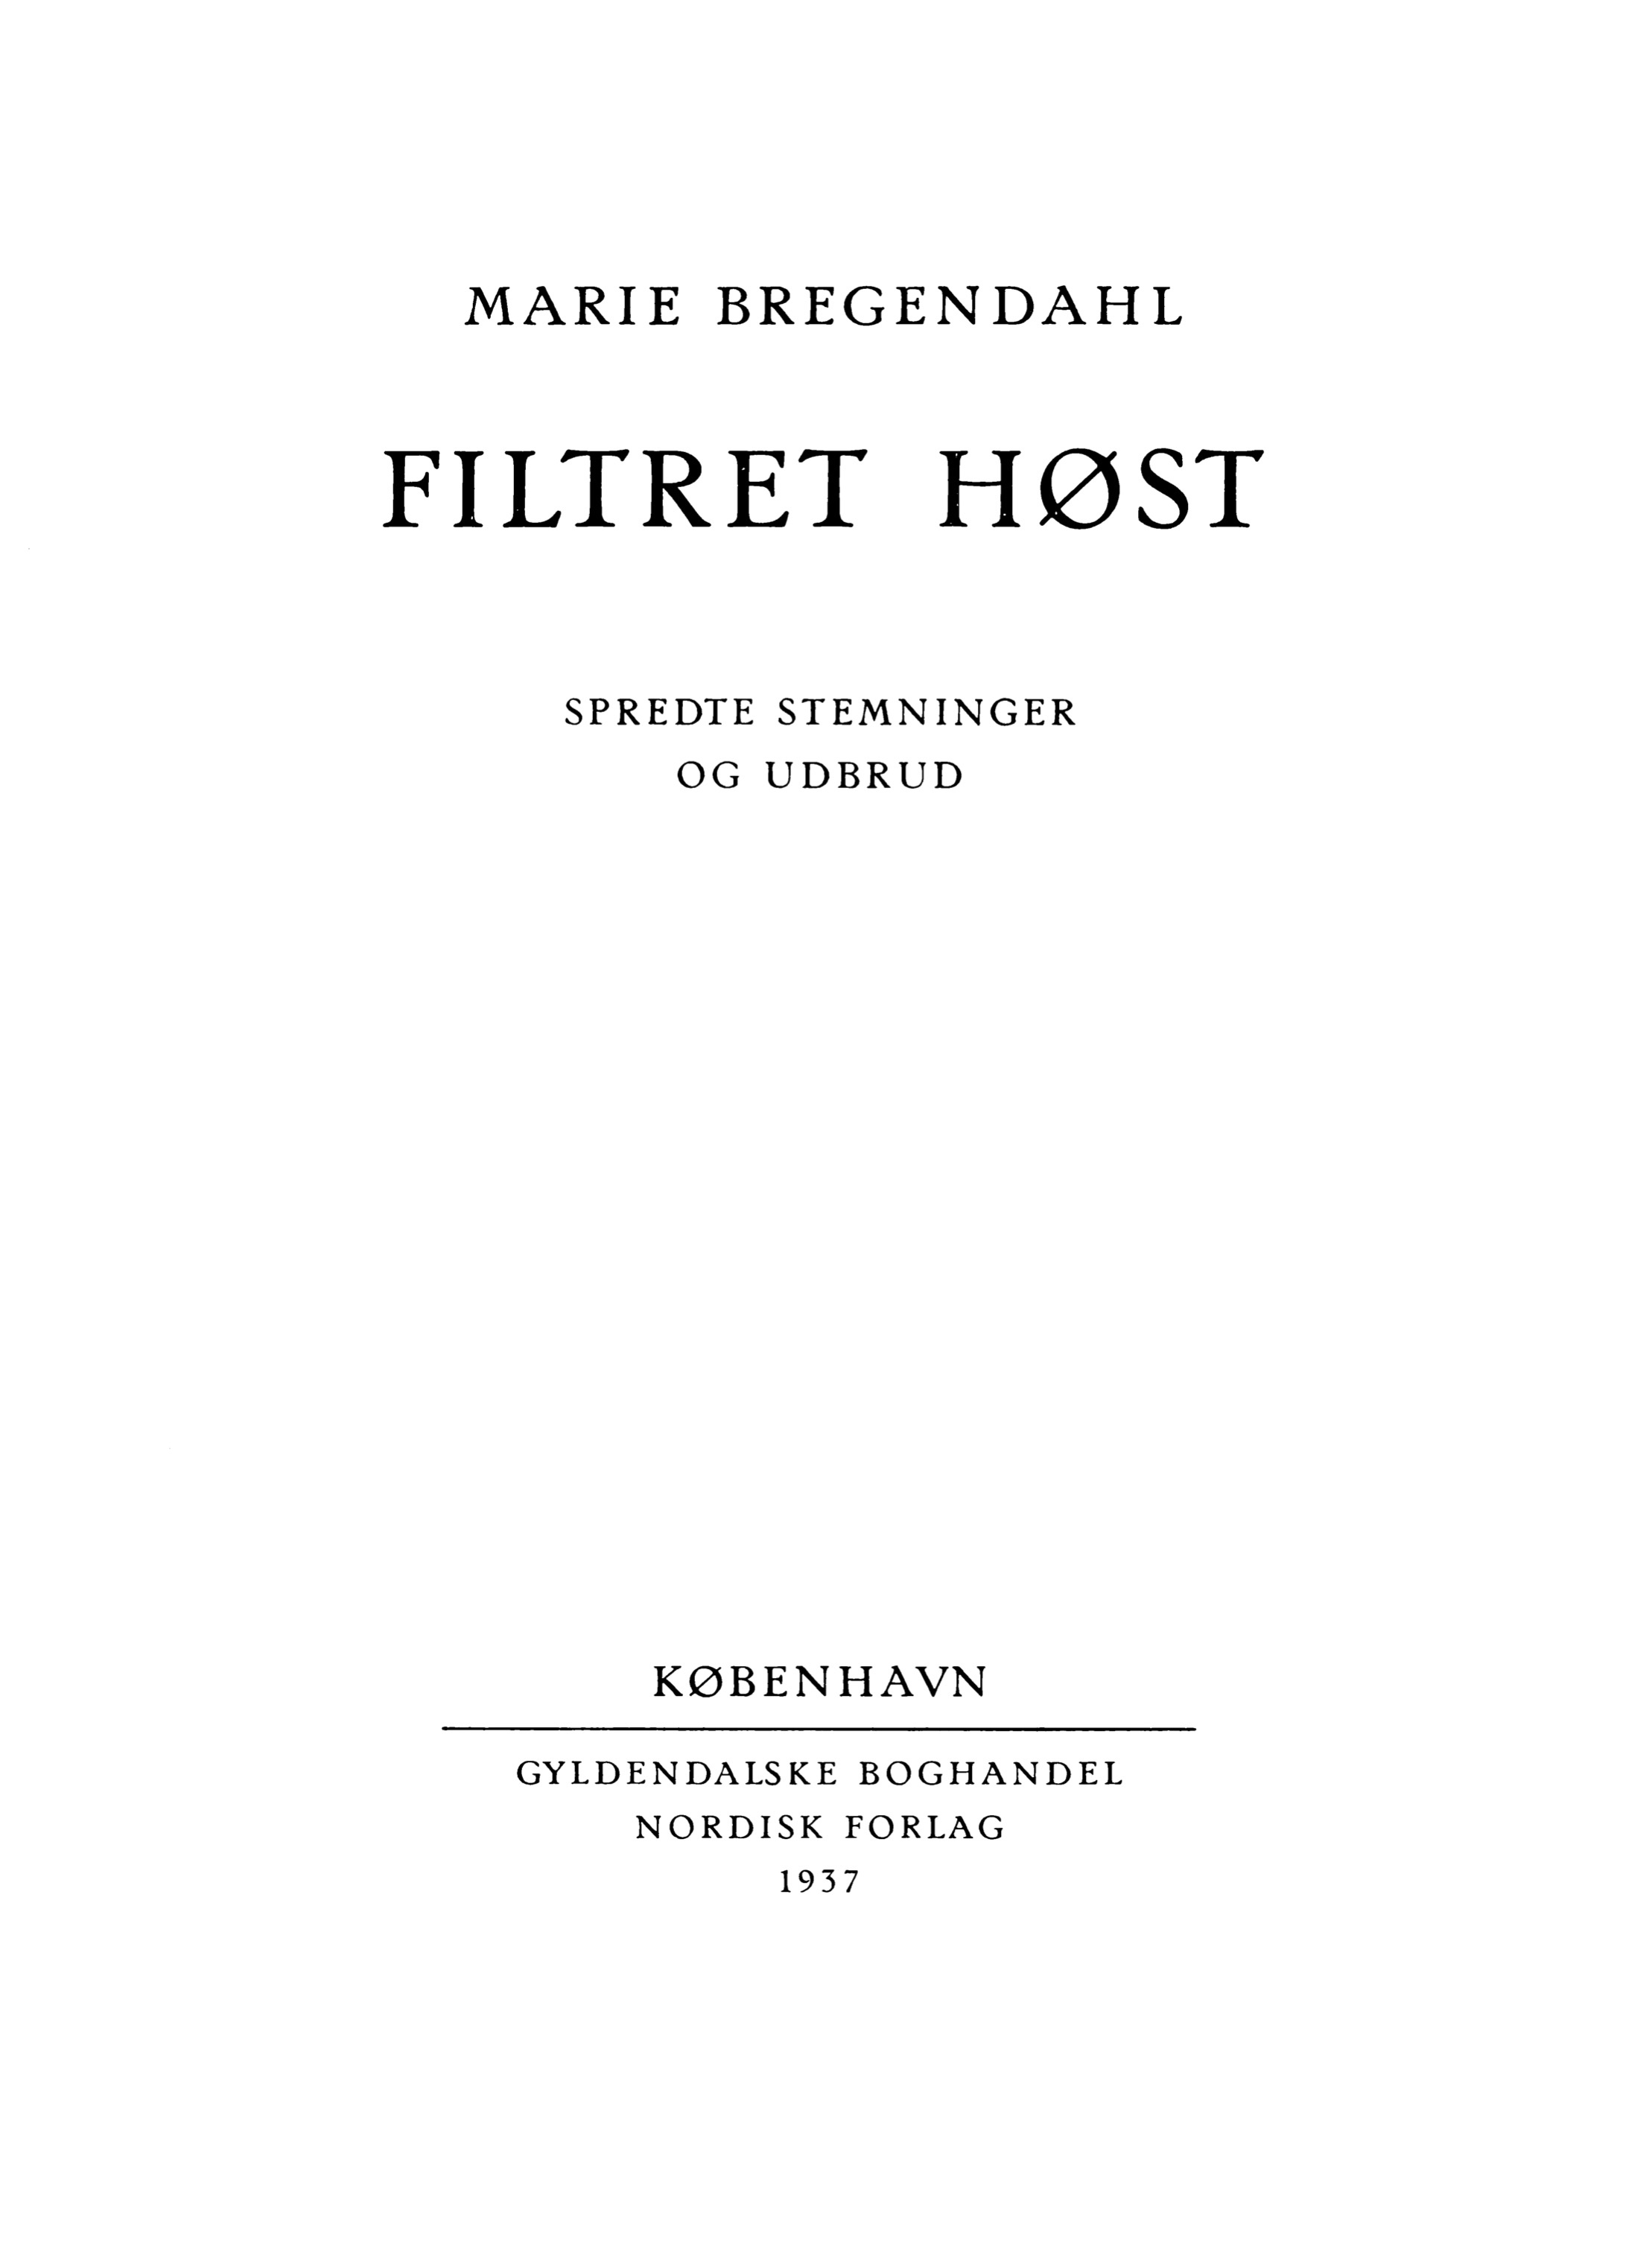 MARIE BREGENDAHL
FILTRET HØST
SPREDTE STEMNINGER
OG UDBRUD
KØBENHAVN
GYLDENDALSKE BOGHANDEL
NORDISK FORLAG
1937